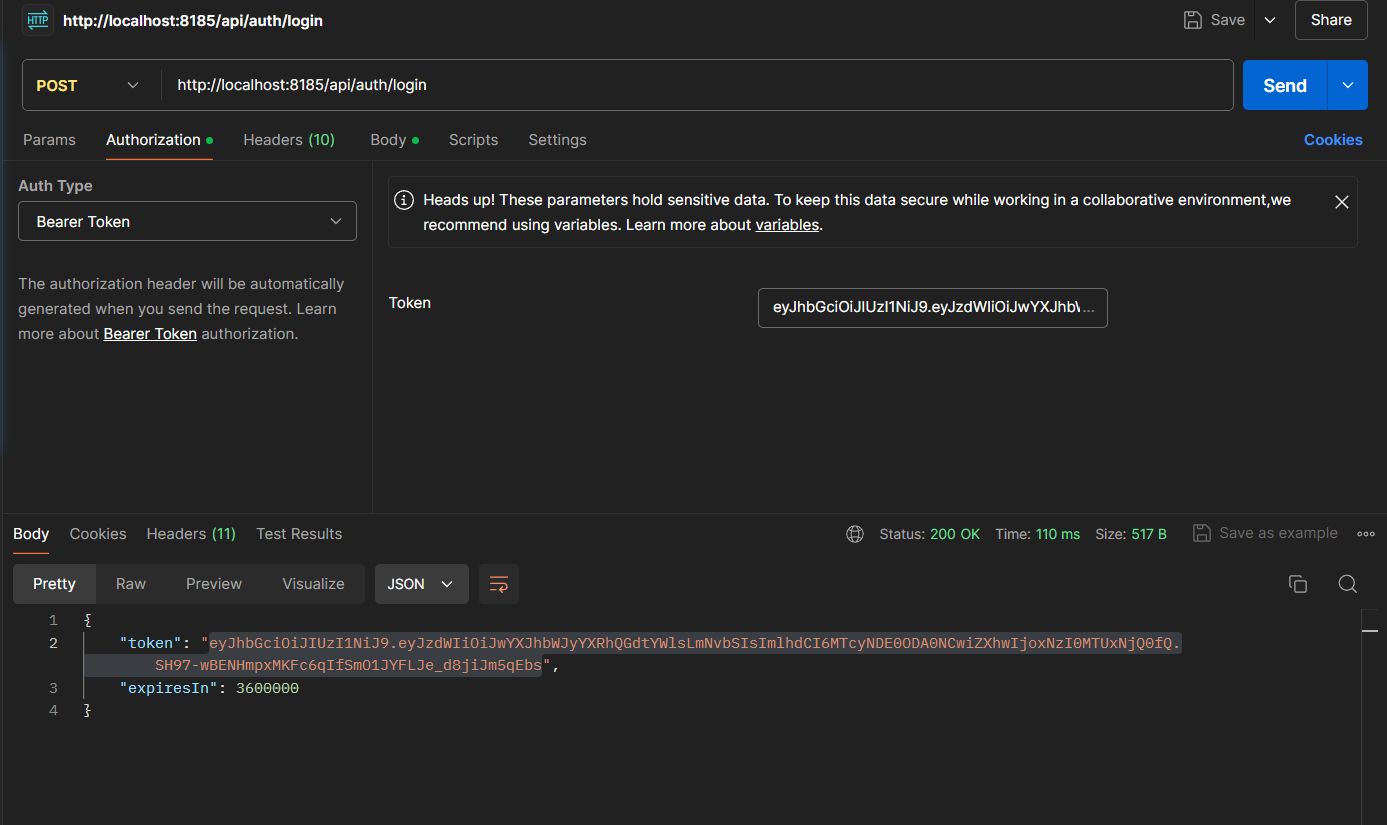 HTTP http://localhost:8185/api/auth/login Save Share
POST http://localhost:8185/api/auth/login Send
Params Authorization Headers (10) Body Scripts Settings Cookies
Auth Type
Bearer Token
The authorization header will be automatically
generated when you send the request. Learn
more about Bearer Token authorization.
Heads up! These parameters hold sensitive data. To keep this data secure while working in a collaborative environment,we
recommend using variables. Learn more about variables.
Token
eyJhbGciOiJIUzI1NiJ9.eyJzdWIiOiJwYXJhbV...
Body Cookies Headers (11) Test Results Status: 200 OK Time: 110 ms Size: 517 B Save as example
Pretty Raw Preview Visualize JSON
1 {
2 "token": "eyJhbGciOiJIUzI1NiJ9.eyJzdWIiOiJwYXJhbWJyYXRhQGdtYWlsLmNvbSIsImlhdCI6MTcyNDE0ODA0NCwiZXhwIjoxNzI0MTUxNjQ0fQ.
SH97-wBENHmpxMKFc6qIfSmO1JYFLJe_d8jiJm5qEbs",
3 "expiresIn": 3600000
4 }